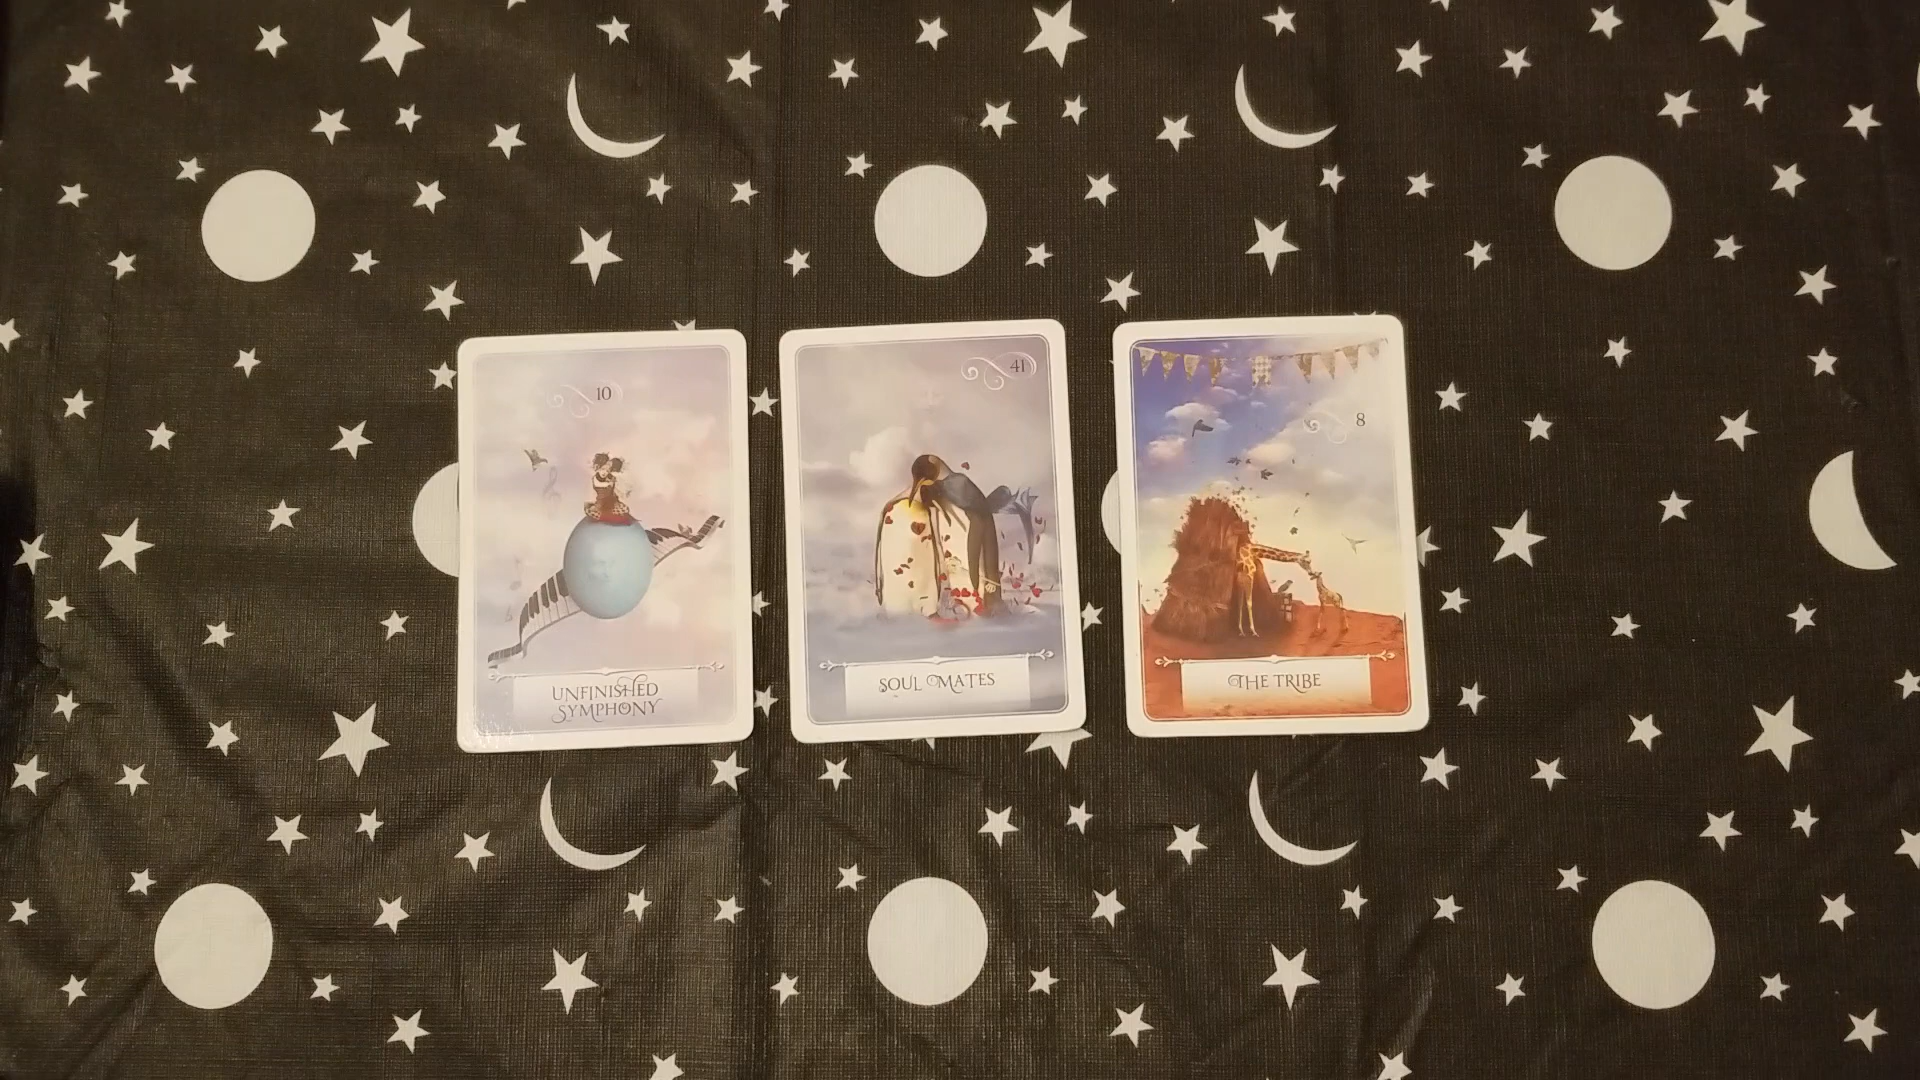 10
UNFINISHED
SYMPHONY
41
SOUL MATES
8
THE TRIBE